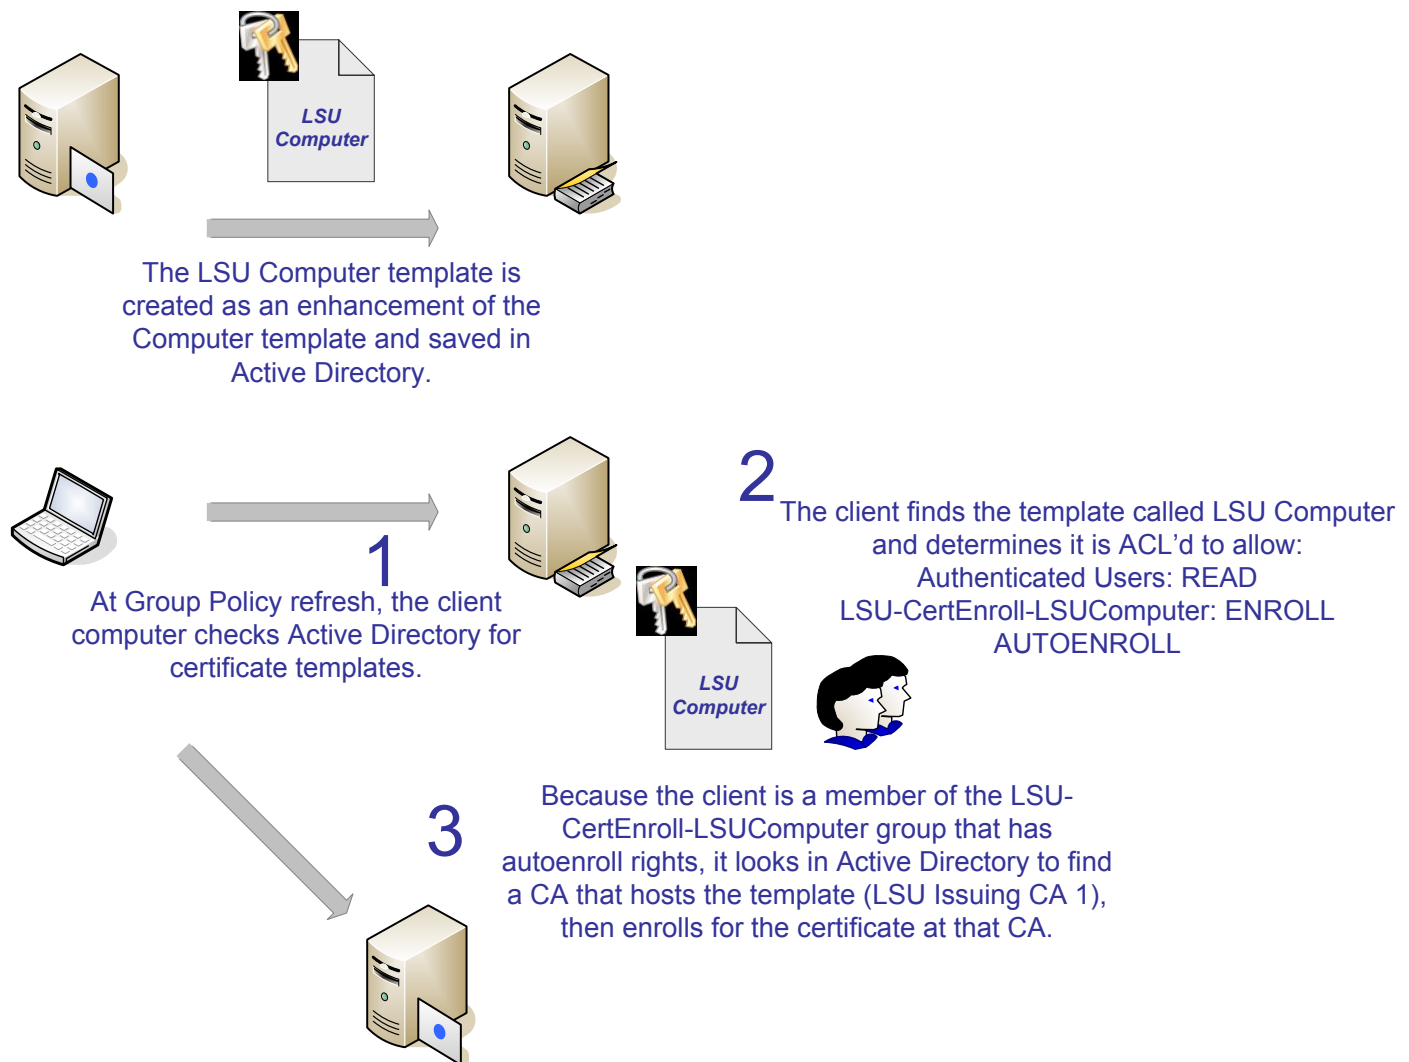 LSU
Computer
The LSU Computer template is
created as an enhancement of the
Computer template and saved in
Active Directory.
1
At Group Policy refresh, the client
computer checks Active Directory for
certificate templates.
2
The client finds the template called LSU Computer
and determines it is ACL’d to allow:
Authenticated Users: READ
LSU-CertEnroll-LSUComputer: ENROLL
AUTOENROLL
LSU
Computer
3
Because the client is a member of the LSU-
CertEnroll-LSUComputer group that has
autoenroll rights, it looks in Active Directory to find
a CA that hosts the template (LSU Issuing CA 1),
then enrolls for the certificate at that CA.